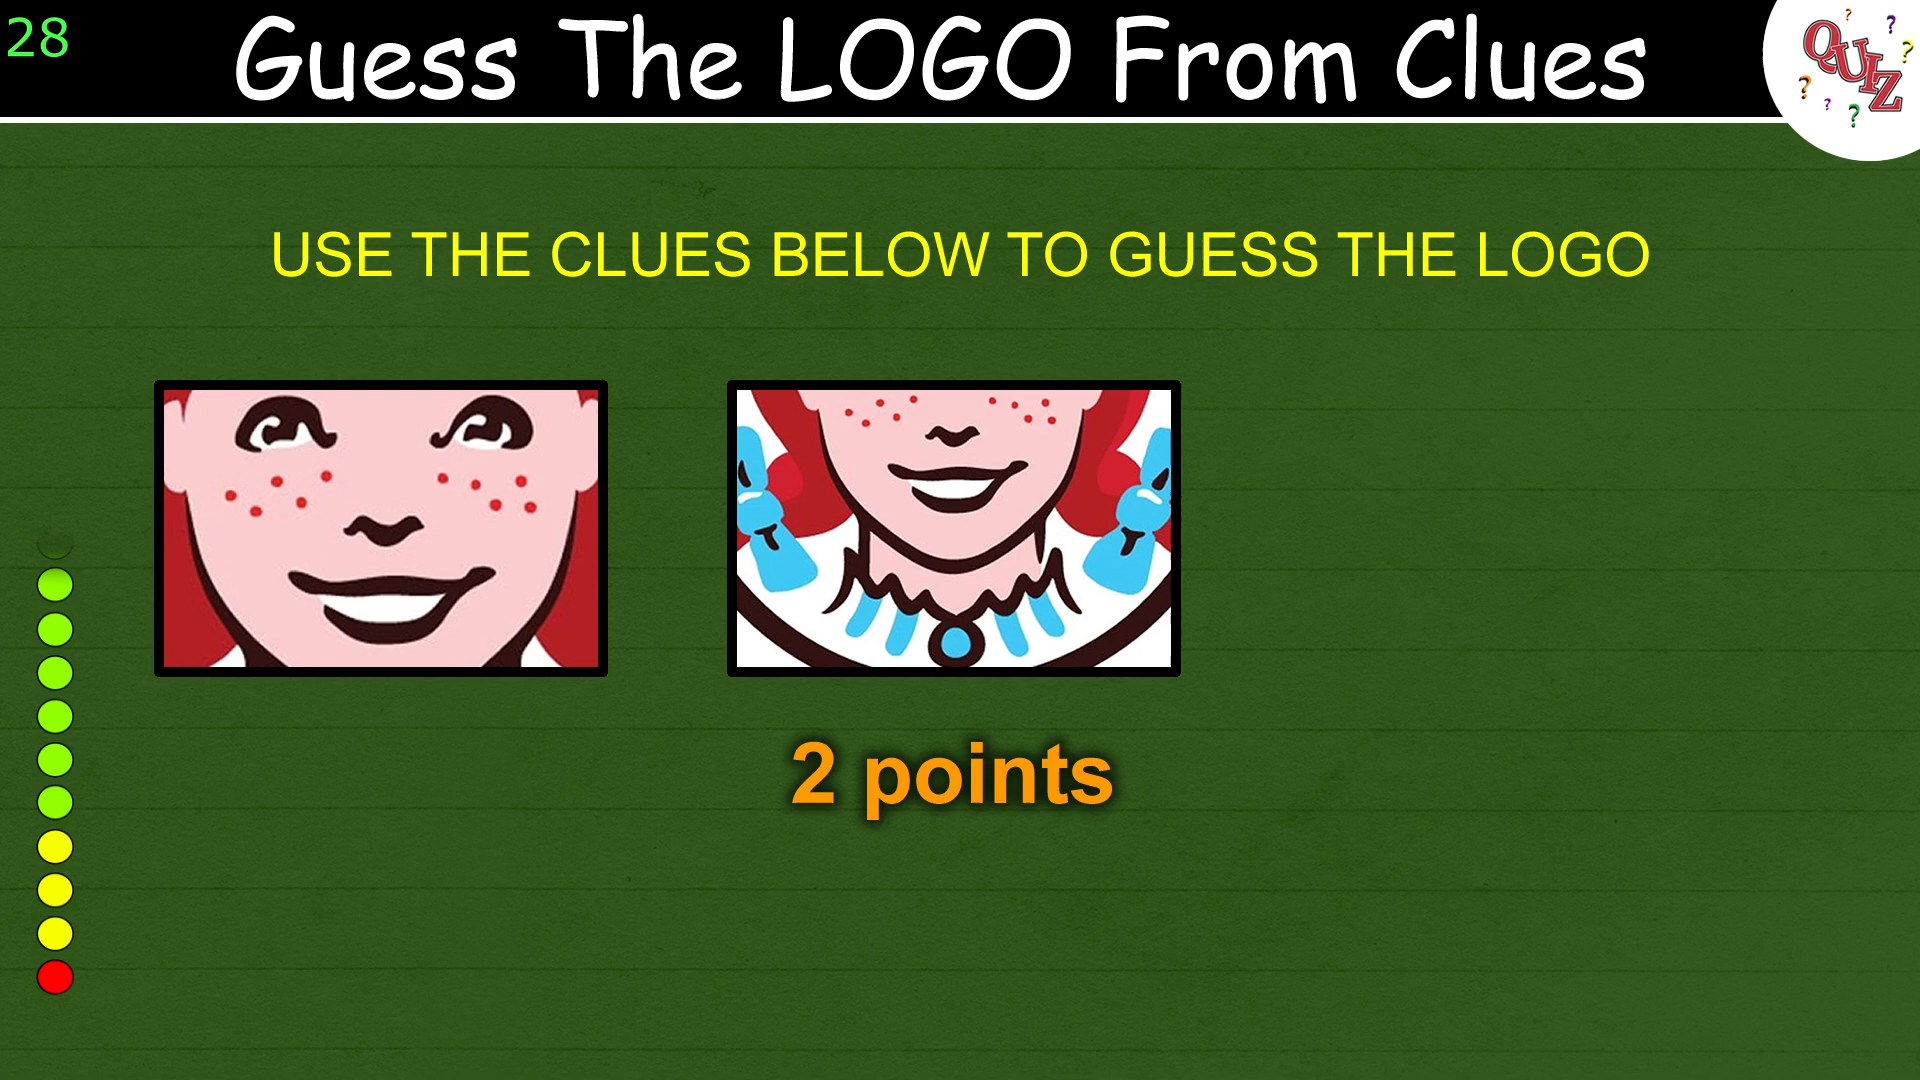 28
Guess The LOGO From Clues
QUIZ
USE THE CLUES BELOW TO GUESS THE LOGO
2 points